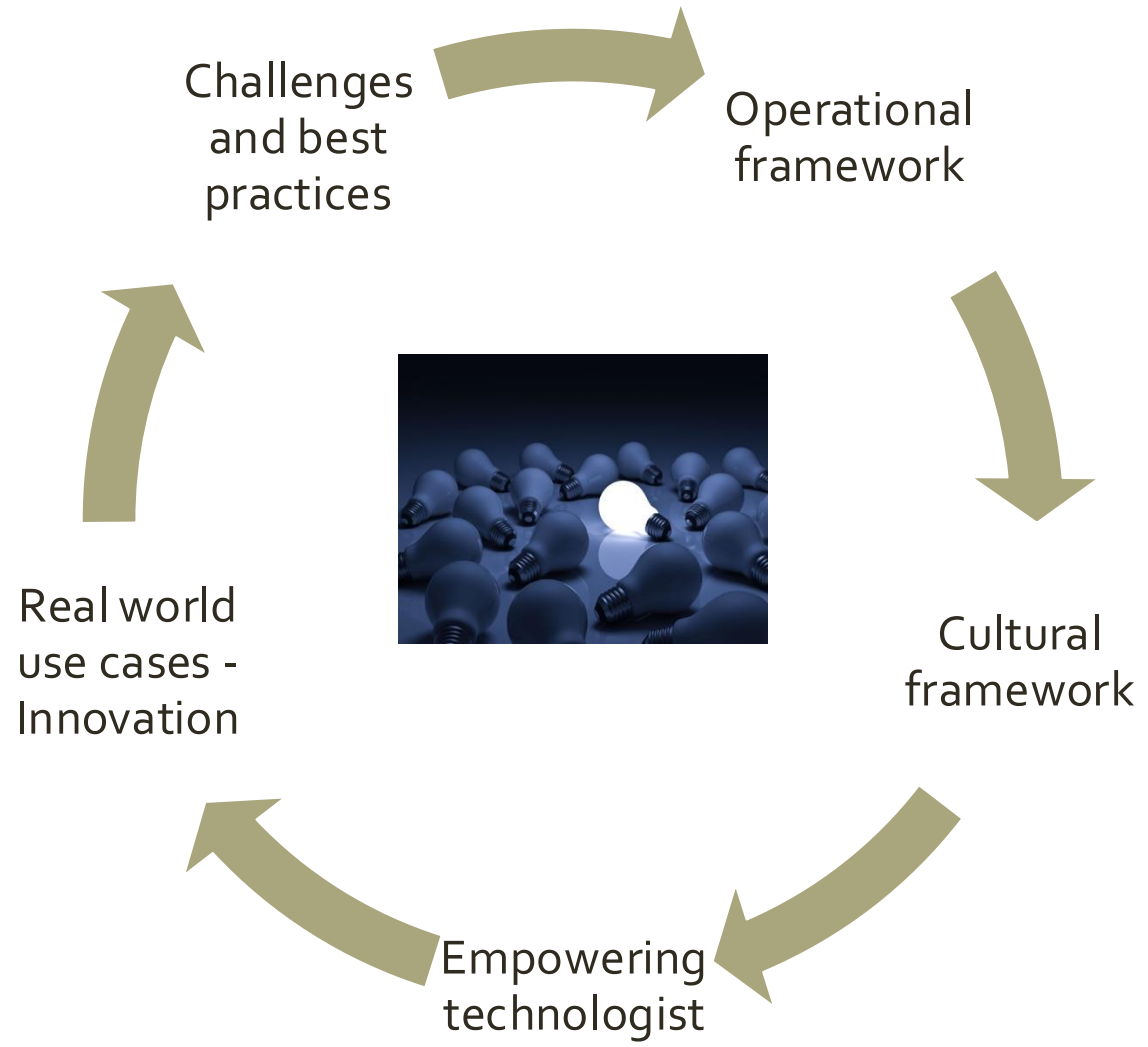 Challenges
and best
practices
Operational
framework
Cultural
framework
Empowering
technologist
Real world
use cases -
Innovation